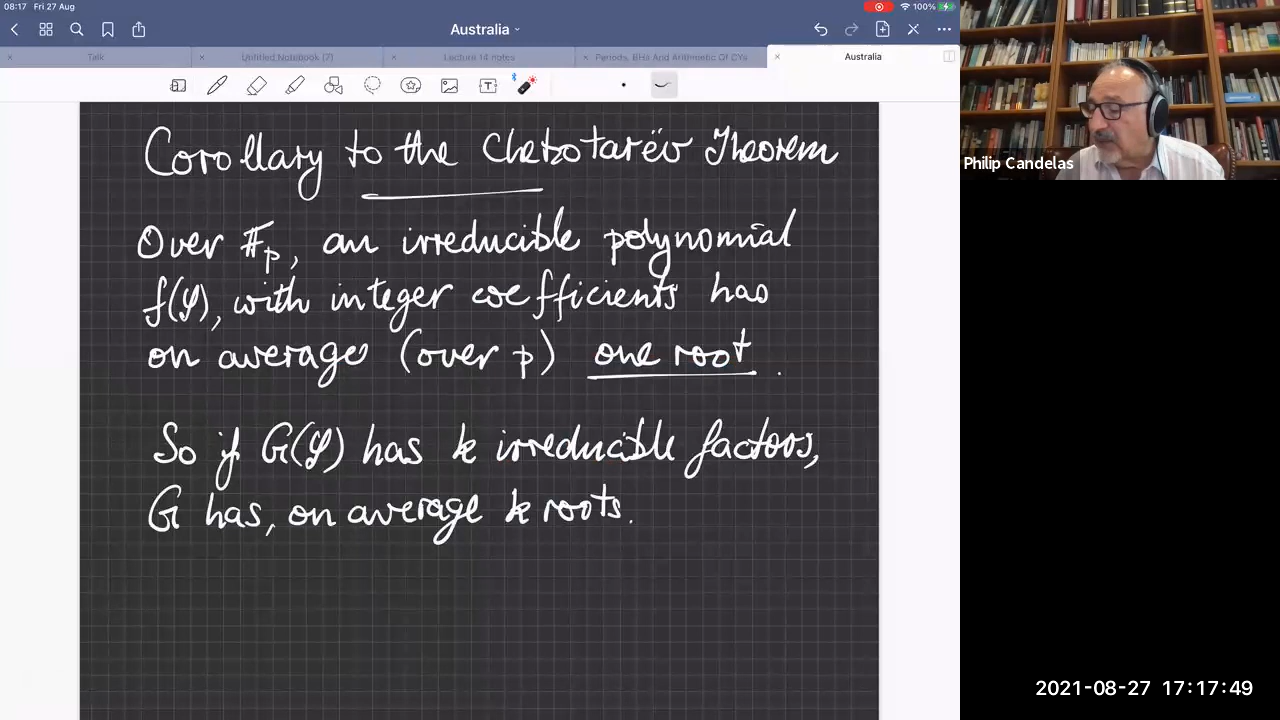 08:17 Fri 27 Aug
100%
Australia
Talk
Untitled Notebook (7)
Lecture 14 notes
Periods, BHs And Arithmetic Of CYs
Australia
Philip Candelas
Corollary to the Chebotarëv Theorem
Over 𝔽p, an irreducible polynomial
f(φ), with integer coefficients has
on average (over p) one root.
So if G(φ) has k irreducible factors,
G has, on average k roots.
2021-08-27 17:17:49